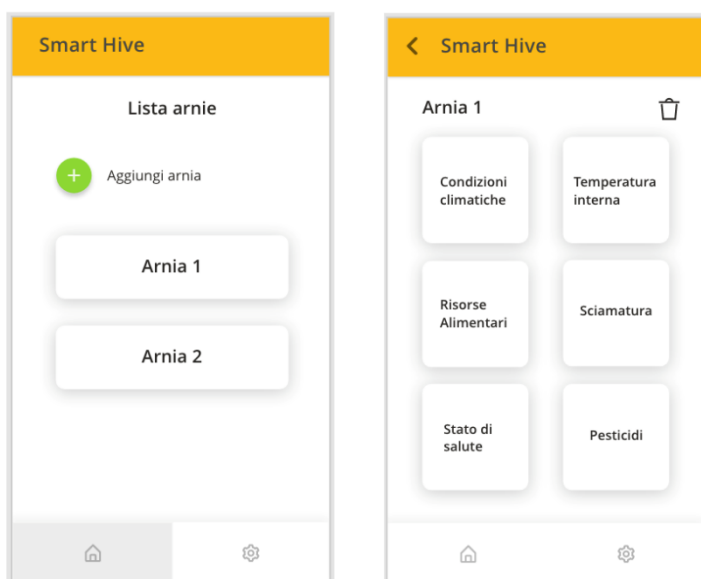 Smart Hive
Lista arnie
Aggiungi arnia
Arnia 1
Arnia 2
Smart Hive
Arnia 1
Condizioni
climatiche
Temperatura
interna
Risorse
Alimentari
Sciamatura
Stato di
salute
Pesticidi